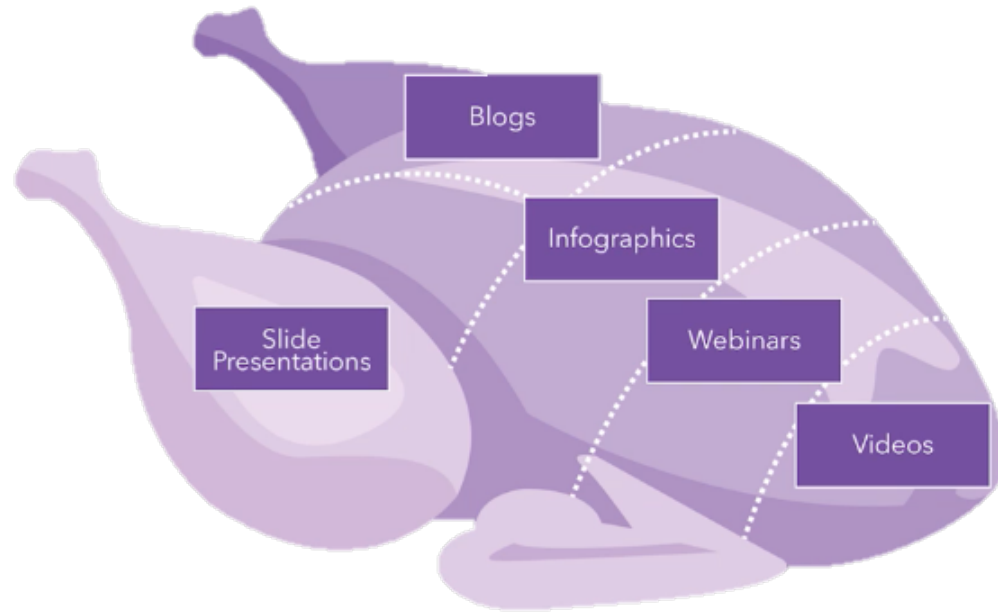 Blogs
Infographics
Slide
Presentations
Webinars
Videos